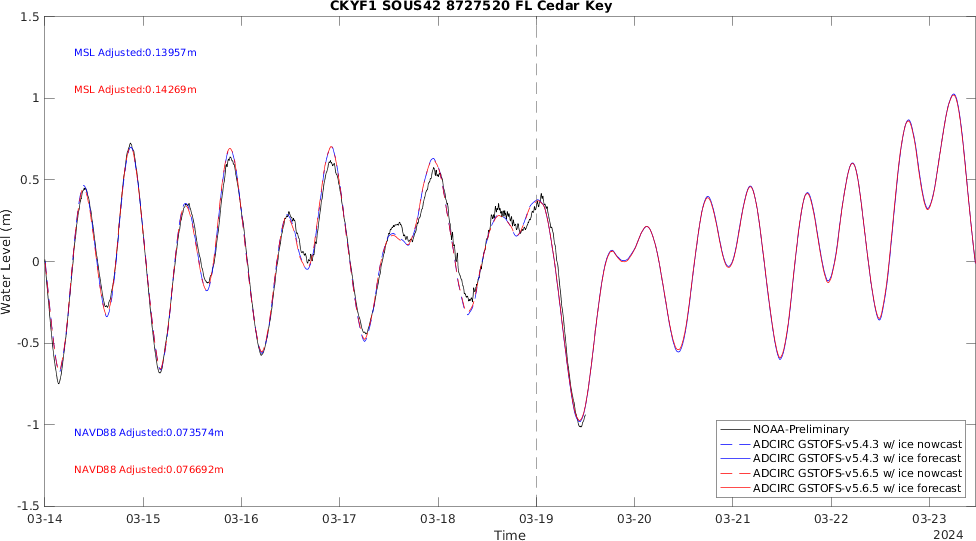 CKYF1 SOUS42 8727520 FL Cedar Key
1.5
MSL Adjusted:0.13957m
MSL Adjusted:0.14269m
1
0.5
0
-0.5
-1
-1.5
Water Level (m)
NAVD88 Adjusted:0.073574m
NAVD88 Adjusted:0.076692m
NOAA-Preliminary
ADCIRC GSTOFS-v5.4.3 w/ ice nowcast
ADCIRC GSTOFS-v5.4.3 w/ ice forecast
ADCIRC GSTOFS-v5.6.5 w/ ice nowcast
ADCIRC GSTOFS-v5.6.5 w/ ice forecast
03-14 03-15 03-16 03-17 03-18 03-19 03-20 03-21 03-22 03-23
Time
2024